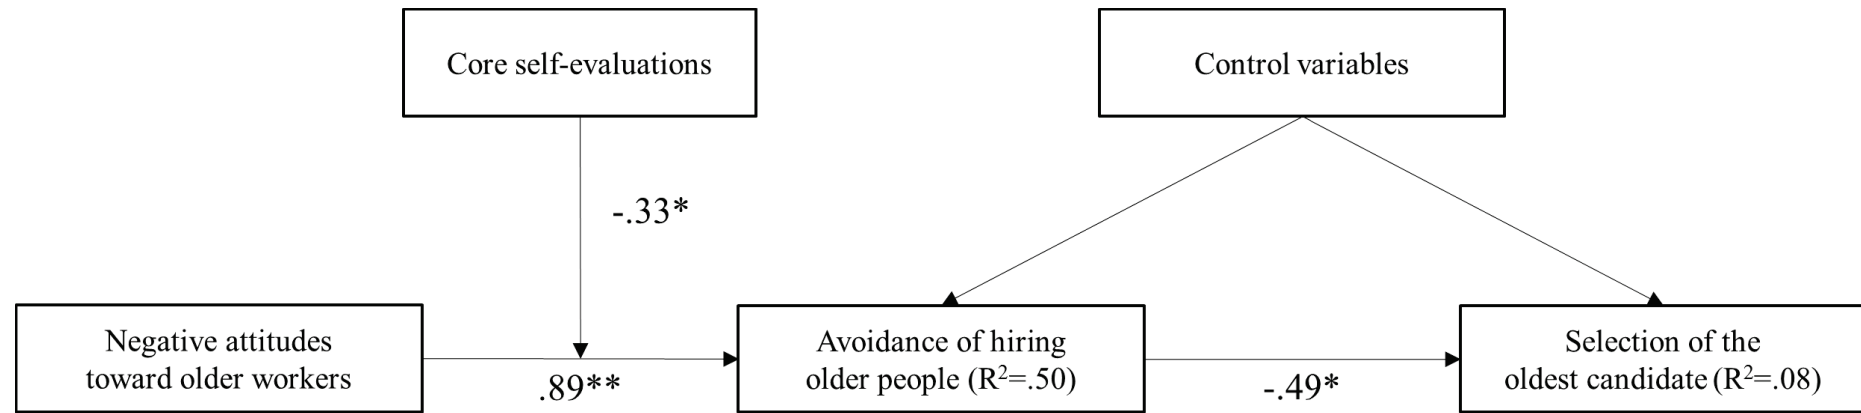 Core self-evaluations
Control variables
-.33*
Negative attitudes
toward older workers
.89**
Avoidance of hiring
older people (R²=.50)
-.49*
Selection of the
oldest candidate (R²=.08)